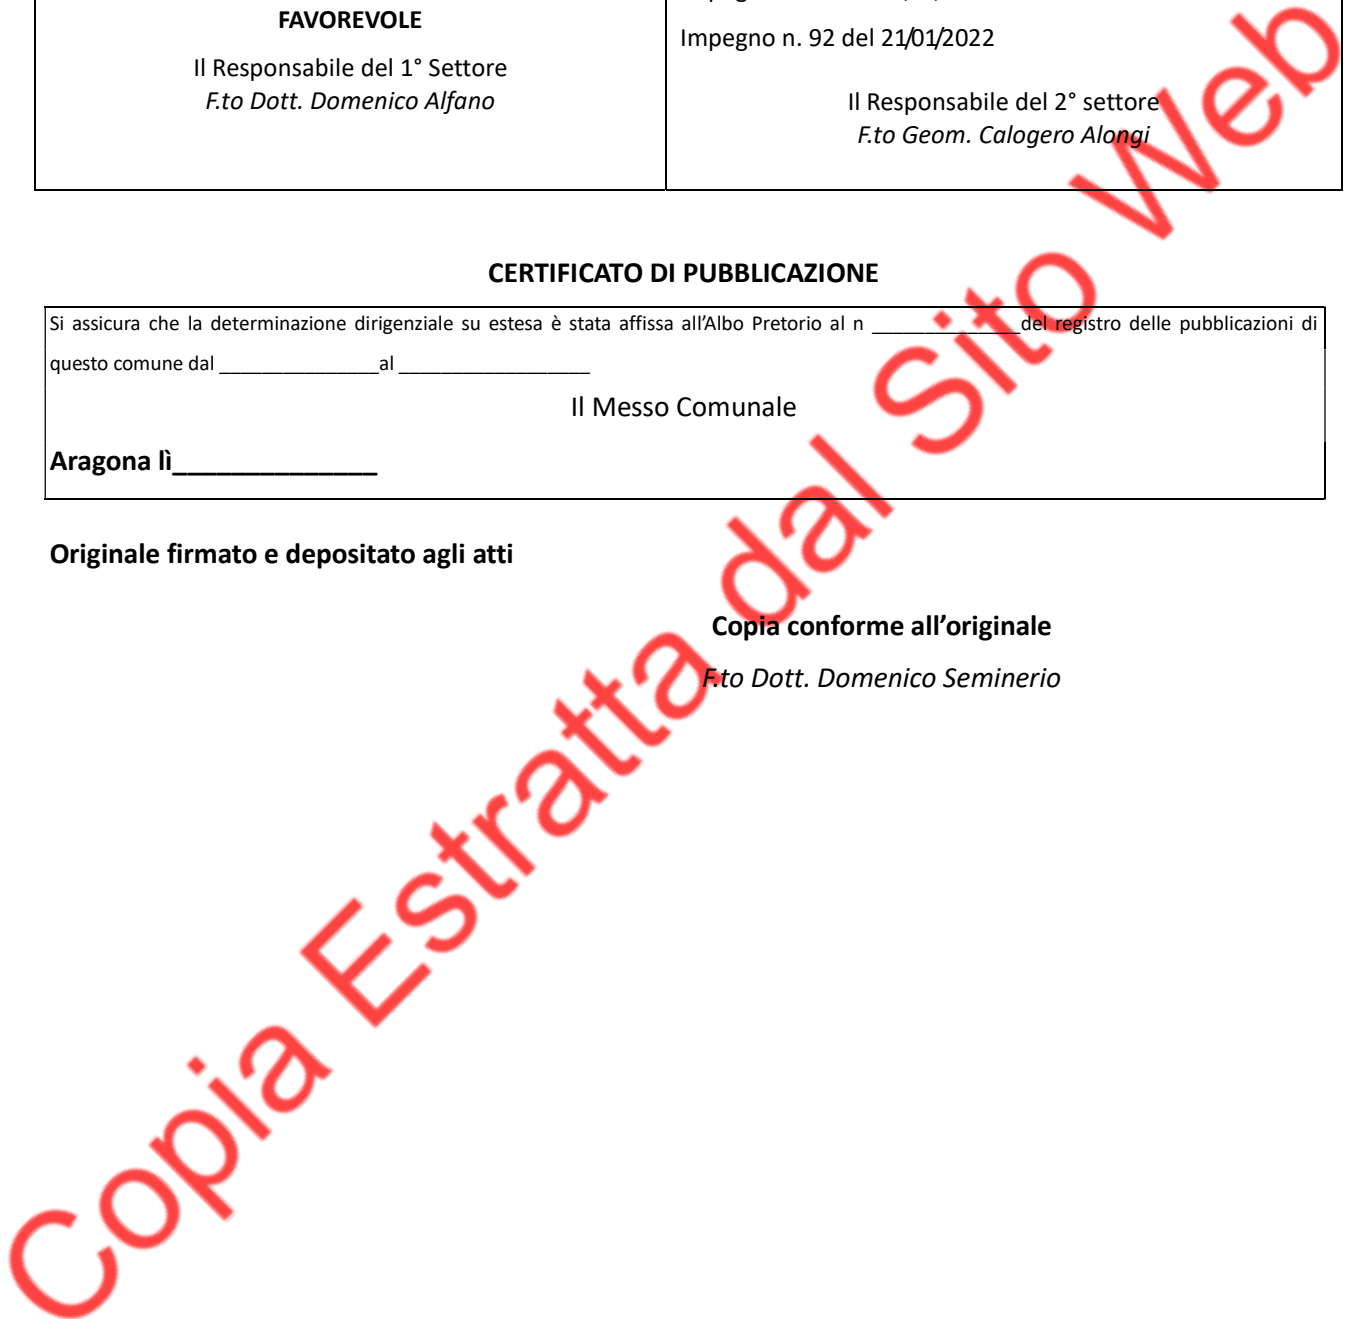 FAVOREVOLE
Il Responsabile del 1° Settore
F.to Dott. Domenico Alfano
Impegno n. 92 del 21/01/2022
Il Responsabile del 2° settore
F.to Geom. Calogero Alongi
CERTIFICATO DI PUBBLICAZIONE
Si assicura che la determinazione dirigenziale su estesa è stata affissa all’Albo Pretorio al n ______________del registro delle pubblicazioni di
questo comune dal _______________al __________________
Il Messo Comunale
Aragona lì______________
Originale firmato e depositato agli atti
Copia conforme all’originale
F.to Dott. Domenico Seminerio
Copia Estratta dal Sito Web